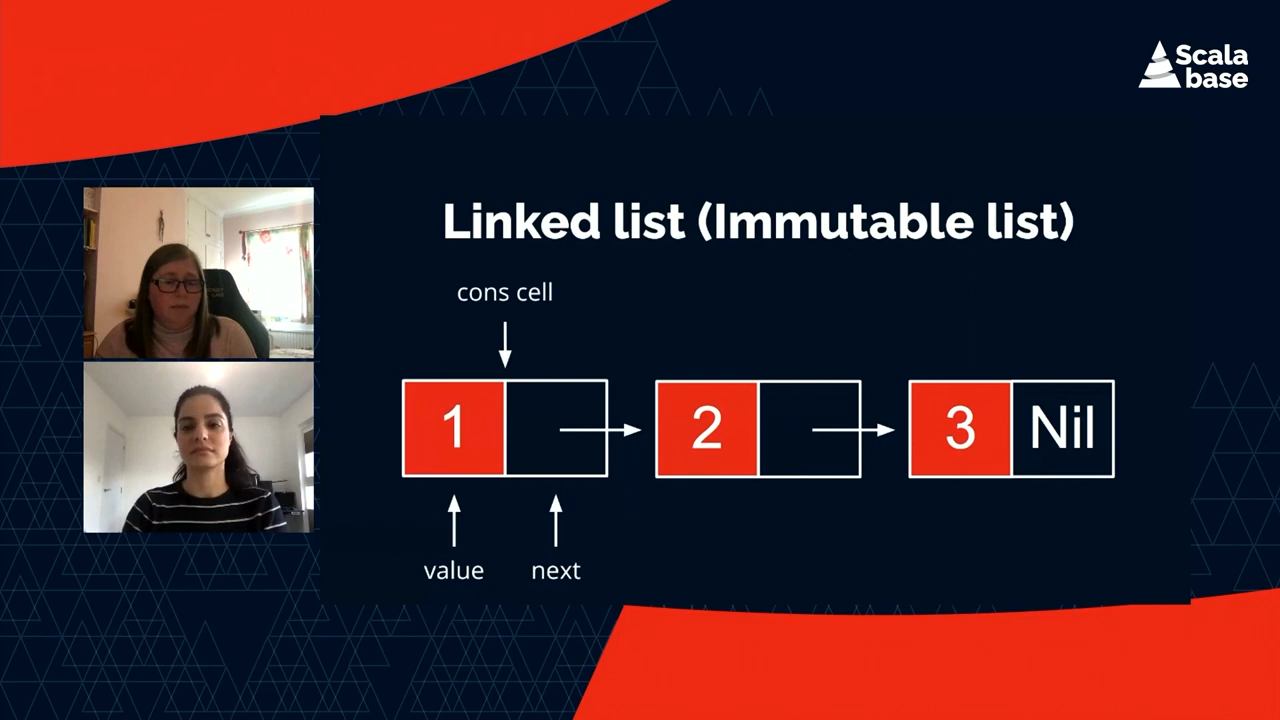 Scala
base
Linked list (Immutable list)
cons cell
1
2
3
Nil
value
next